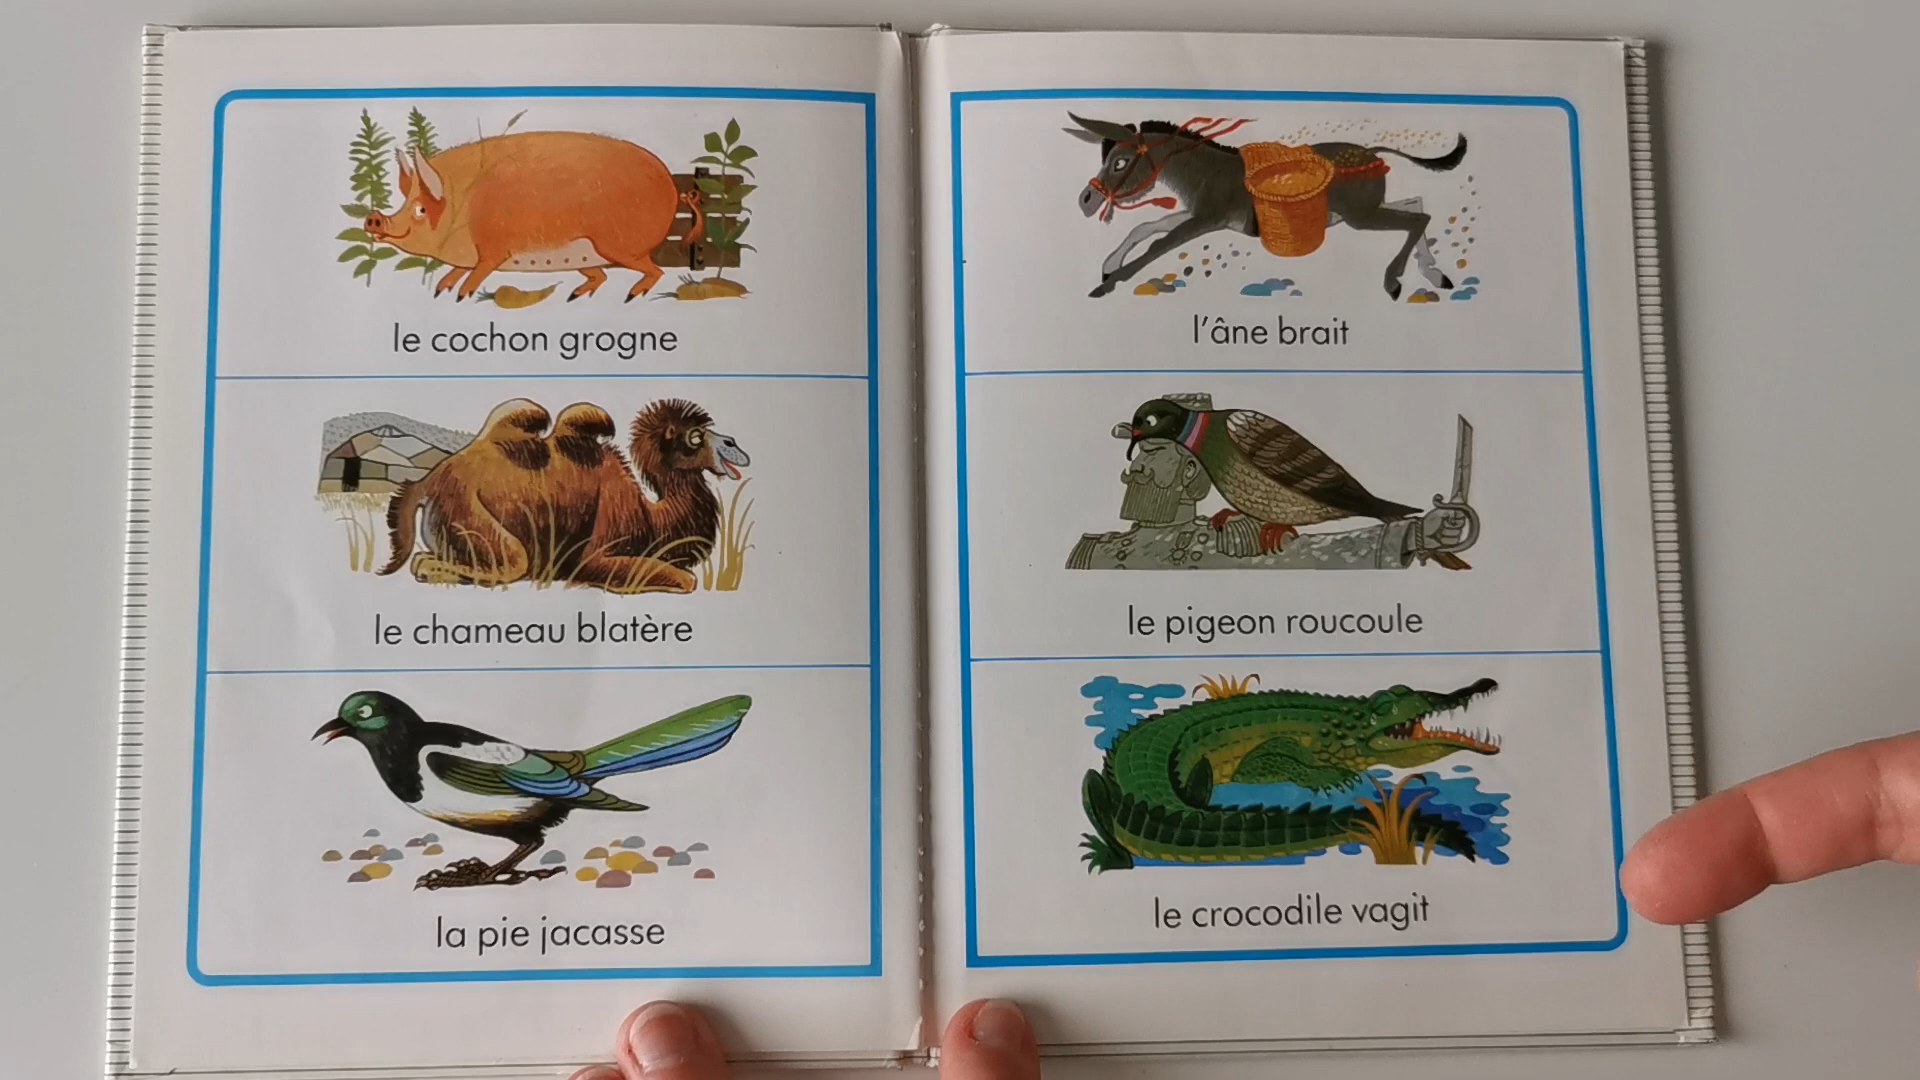 le cochon grogne
le chameau blatère
la pie jacasse
l'âne brait
le pigeon roucoule
le crocodile vagit